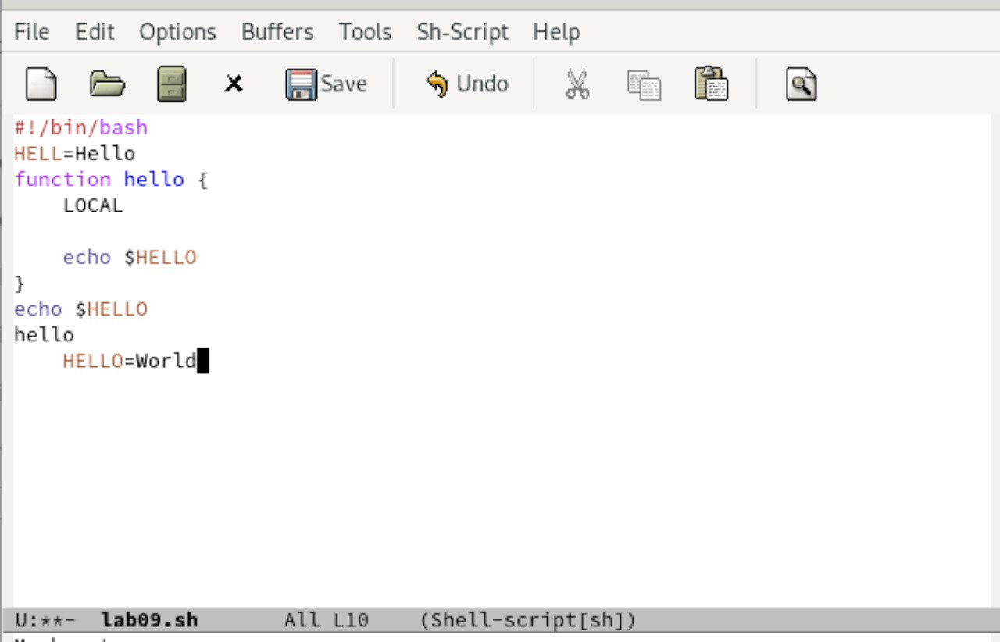 File Edit Options Buffers Tools Sh-Script Help
Save Undo
#!/bin/bash
HELL=Hello
function hello {
    LOCAL

    echo $HELLO
}
echo $HELLO
hello
    HELLO=World
U:**-  lab09.sh       All L10    (Shell-script[sh])